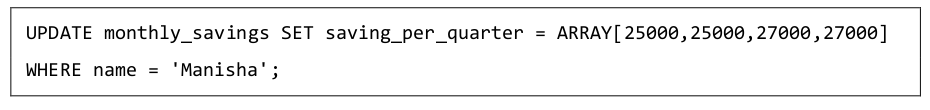 UPDATE monthly_savings SET saving_per_quarter = ARRAY[25000,25000,27000,27000]
WHERE name = 'Manisha';